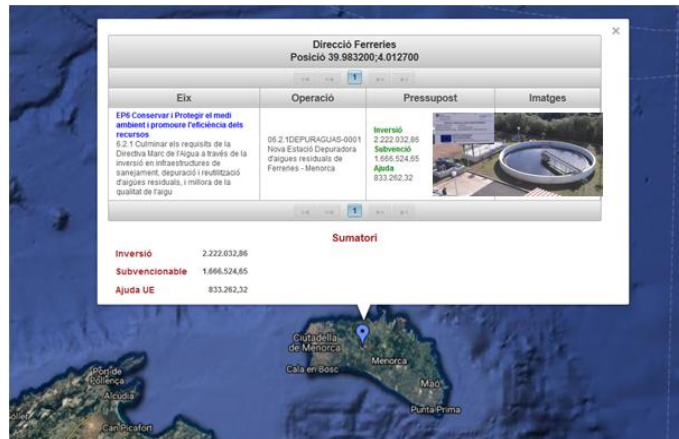 Direcció Ferreries
Posició 39.983200;4.012700
1
Eix
Operació
Pressupost
Imatges
EP6 Conservar i Protegir el medi
ambient i promoure l'eficiència dels
recursos
6.2.1 Culminar els requisits de la
Directiva Marc de l'Aigua a través de la
inversió en infraestructures de
sanejament, depuració i reutilització
d'aigües residuals, i millora de la
qualitat de l'aigu
06.2.1DEPURAGUAS-0001
Nova Estació Depuradora
d'aigues residuals de
Ferreries - Menorca
Inversió
2.222.032,86
Subvenció
1.666.524,65
Ajuda
833.262,32
1
Sumatori
Inversió 2.222.032,86
Subvencionable 1.666.524,65
Ajuda UE 833.262,32
Ciutadella
de Menorca
Cala en Bosc
Menorca
Maó
Punta Prima
Port de
Pollença
Alcúdia
Can Picafort